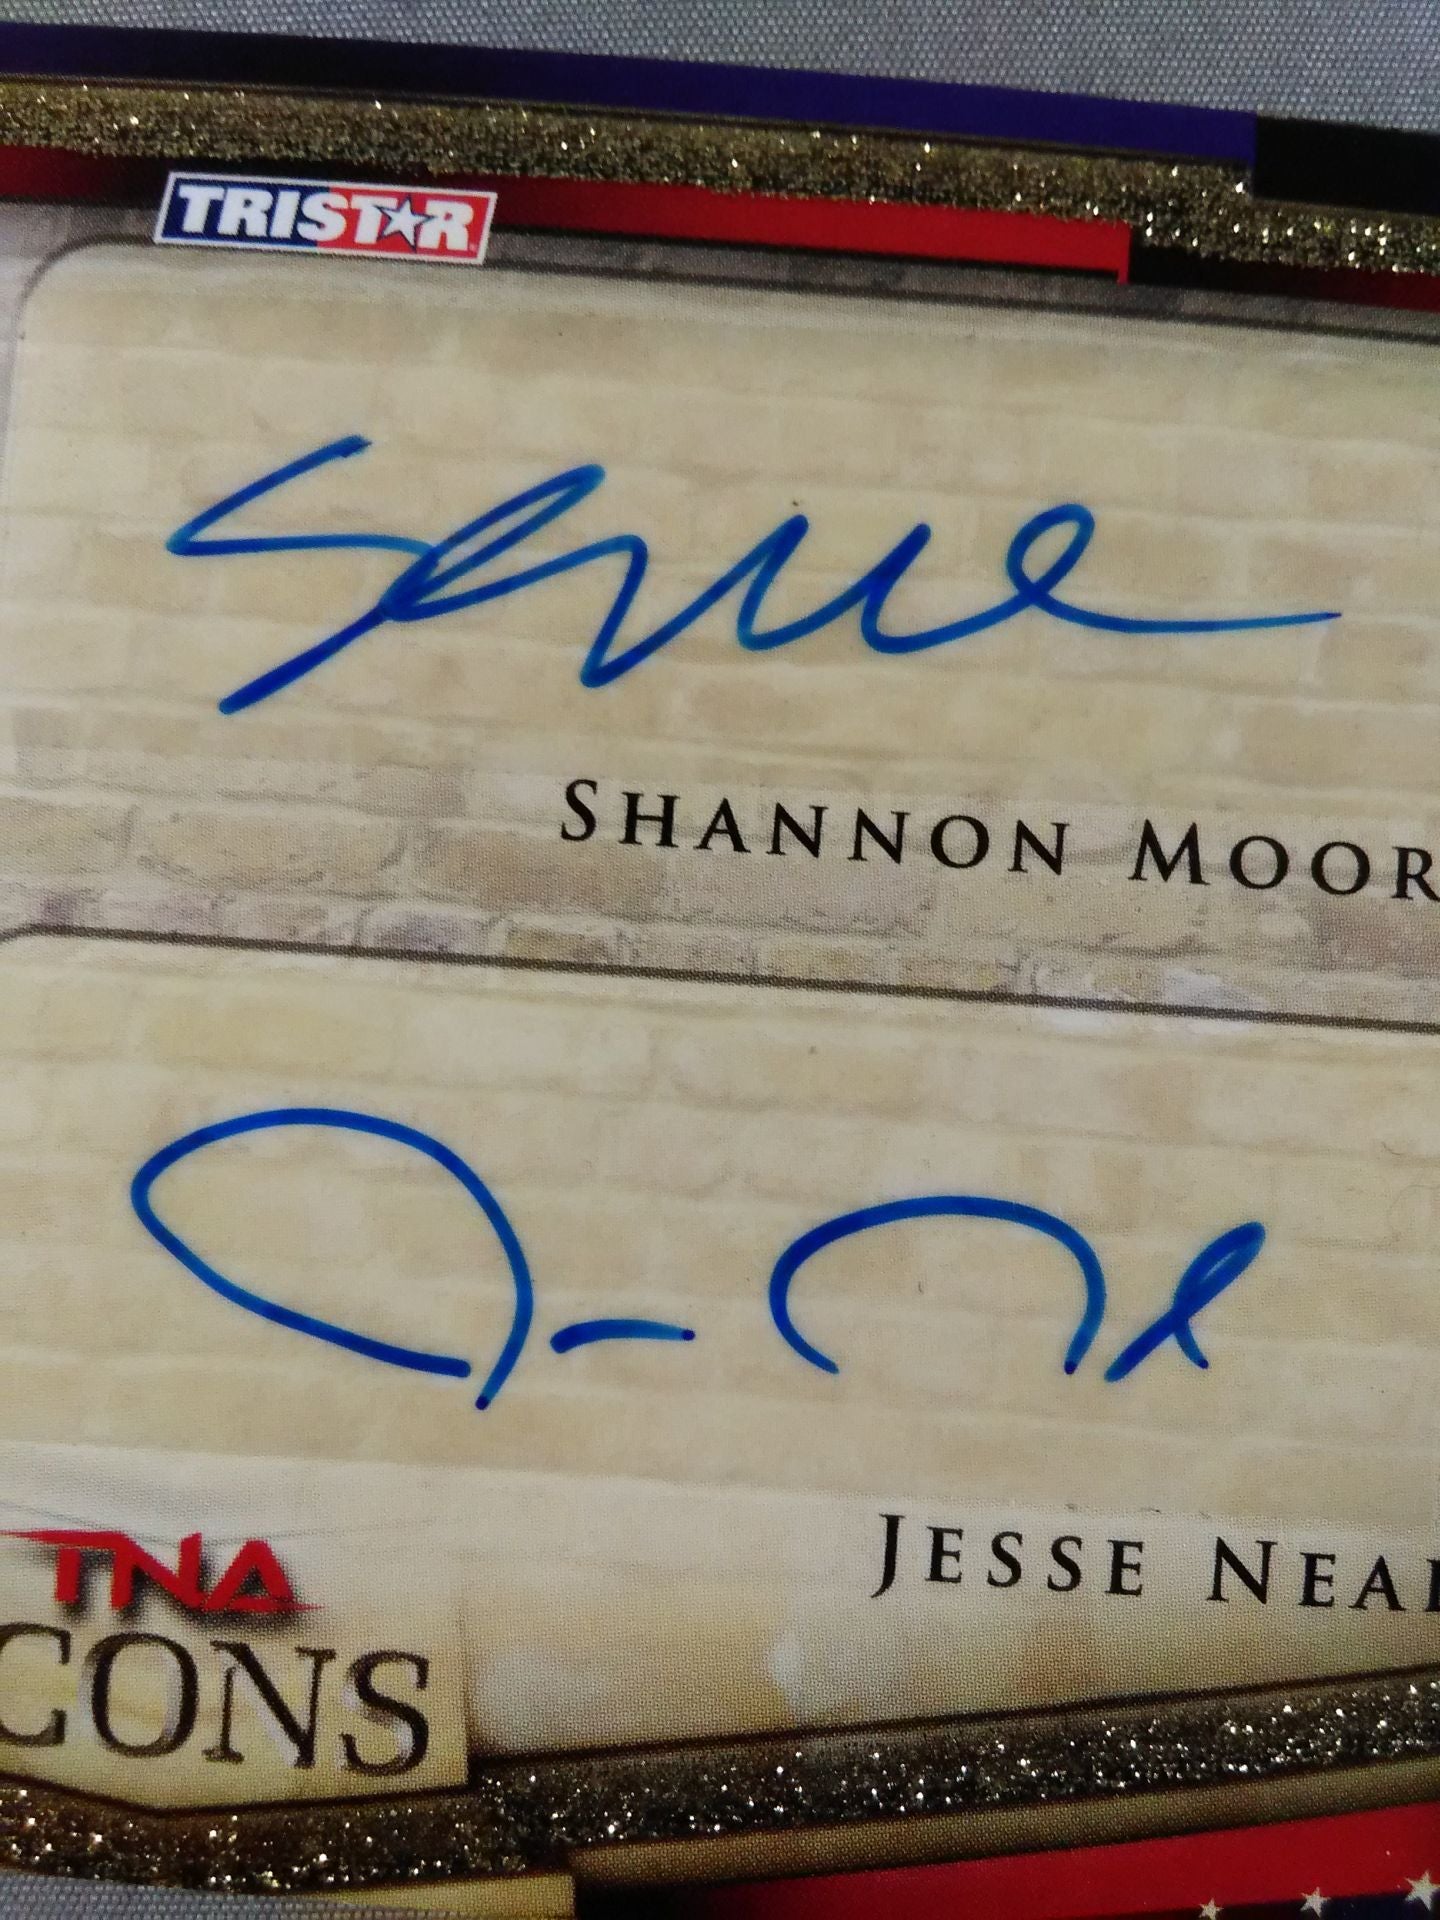 TRISTAR
SHANNON MOOR
JESSE NEAL
TNA
CONS